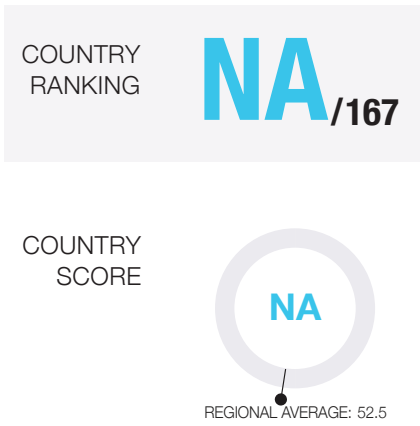 COUNTRY
RANKING
NA/167
COUNTRY
SCORE
NA
REGIONAL AVERAGE: 52.5